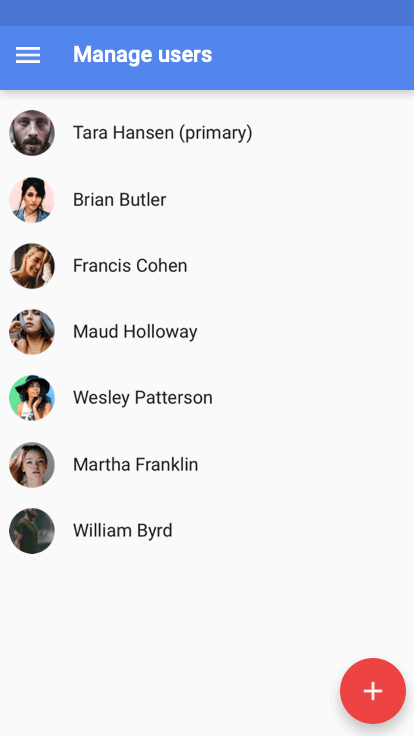 Manage users
Tara Hansen (primary)
Brian Butler
Francis Cohen
Maud Holloway
Wesley Patterson
Martha Franklin
William Byrd